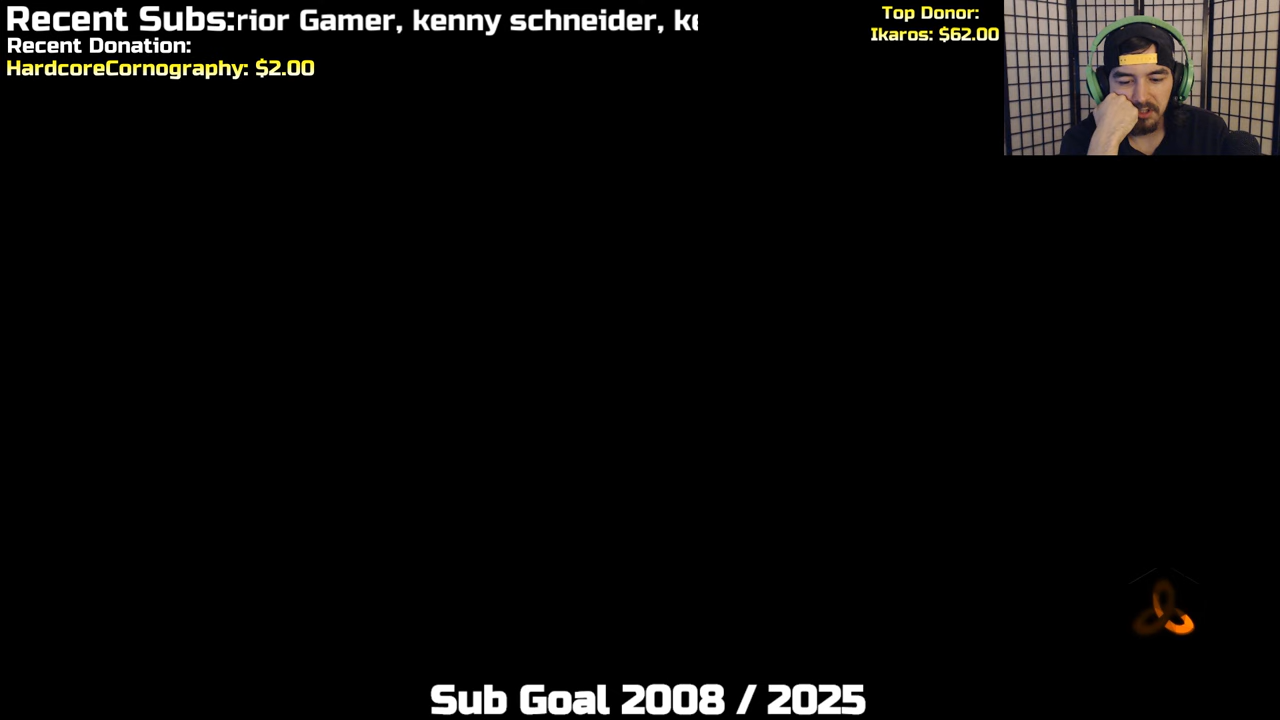 Recent Subs:rior Gamer, kenny schneider,
Recent Donation:
HardcoreCornography: $2.00
Top Donor:
Ikaros: $62.00
Sub Goal 2008 / 2025